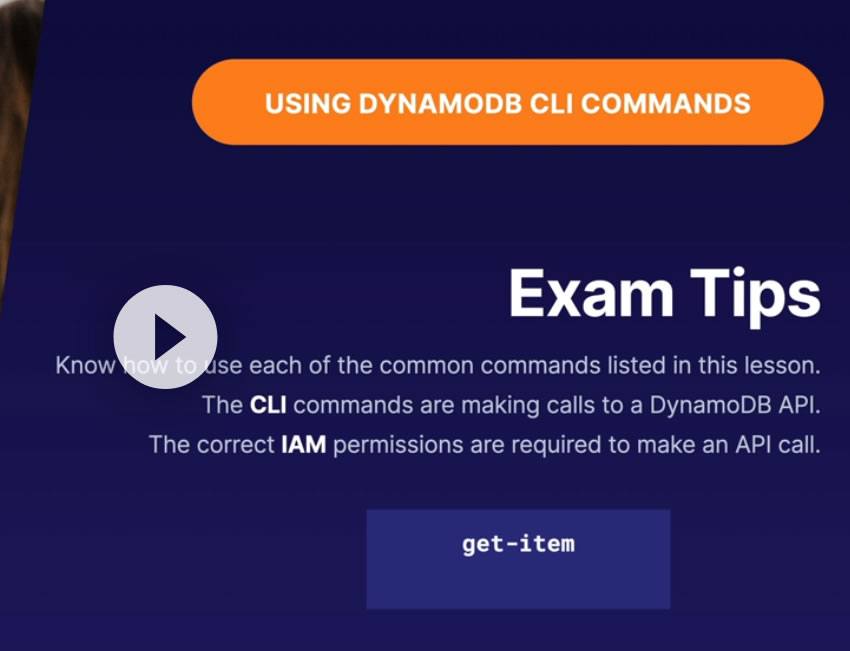 USING DYNAMODB CLI COMMANDS
Exam Tips
Know how to use each of the common commands listed in this lesson.
The CLI commands are making calls to a DynamoDB API.
The correct IAM permissions are required to make an API call.
get-item